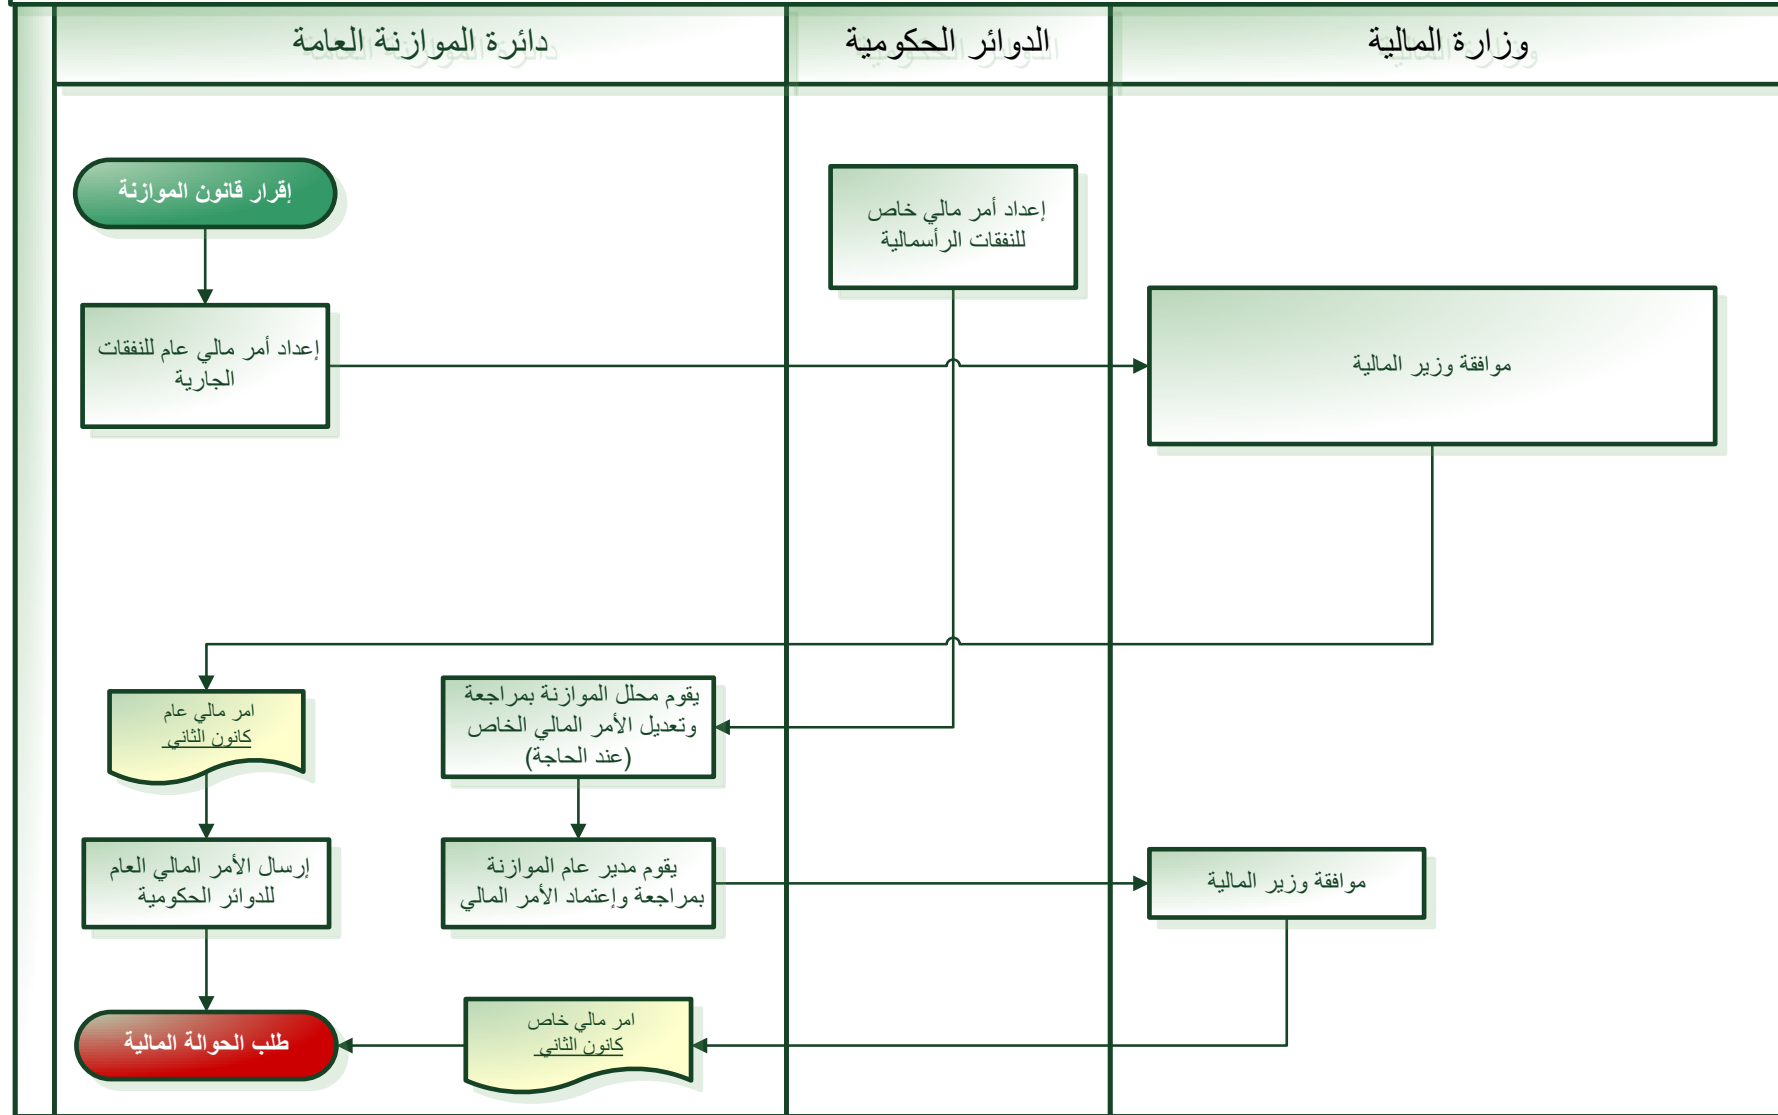 وزارة المالية
الدوائر الحكومية
دائرة الموازنة العامة
إقرار قانون الموازنة
إعداد أمر مالي خاص
للنفقات الرأسمالية
إعداد أمر مالي عام للنفقات
الجارية
موافقة وزير المالية
امر مالي عام
كانون الثاني
يقوم محلل الموازنة بمراجعة
وتعديل الأمر المالي الخاص
(عند الحاجة)
إرسال الأمر المالي العام
للدوائر الحكومية
يقوم مدير عام الموازنة
بمراجعة وإعتماد الأمر المالي
موافقة وزير المالية
امر مالي خاص
كانون الثاني
طلب الحوالة المالية